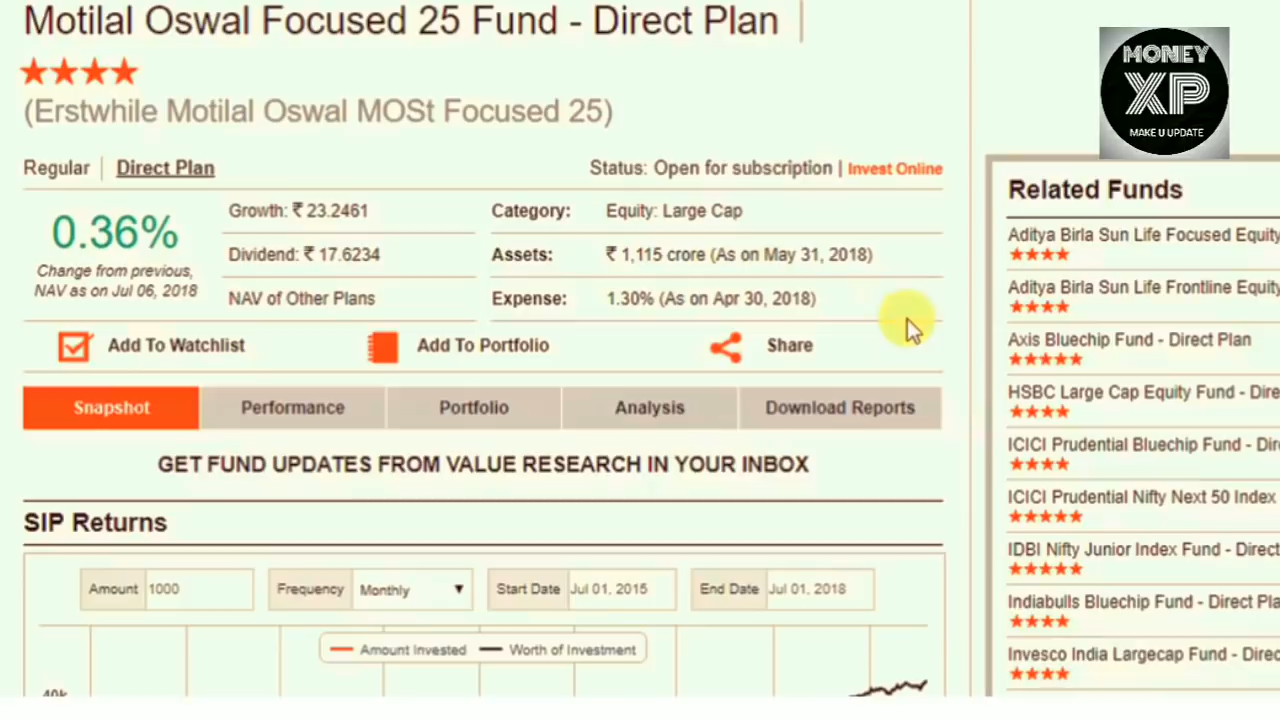 Motilal Oswal Focused 25 Fund - Direct Plan
(Erstwhile Motilal Oswal MOSt Focused 25)
Regular | Direct Plan
Status: Open for subscription | Invest Online
0.36%
Change from previous,
NAV as on Jul 06, 2018
Growth: ₹ 23.2461
Dividend: ₹ 17.6234
NAV of Other Plans
Category: Equity: Large Cap
Assets: ₹ 1,115 crore (As on May 31, 2018)
Expense: 1.30% (As on Apr 30, 2018)
Add To Watchlist
Add To Portfolio
Share
Snapshot
Performance
Portfolio
Analysis
Download Reports
GET FUND UPDATES FROM VALUE RESEARCH IN YOUR INBOX
SIP Returns
Amount 1000
Frequency Monthly
Start Date Jul 01, 2015
End Date Jul 01, 2018
Amount Invested
Worth of Investment
40k
MONEY
XP
MAKE U UPDATE
Related Funds
Aditya Birla Sun Life Focused Equity
Aditya Birla Sun Life Frontline Equity
Axis Bluechip Fund - Direct Plan
HSBC Large Cap Equity Fund - Dire
ICICI Prudential Bluechip Fund - Dir
ICICI Prudential Nifty Next 50 Index
IDBI Nifty Junior Index Fund - Direct
Indiabulls Bluechip Fund - Direct Pla
Invesco India Largecap Fund - Direct